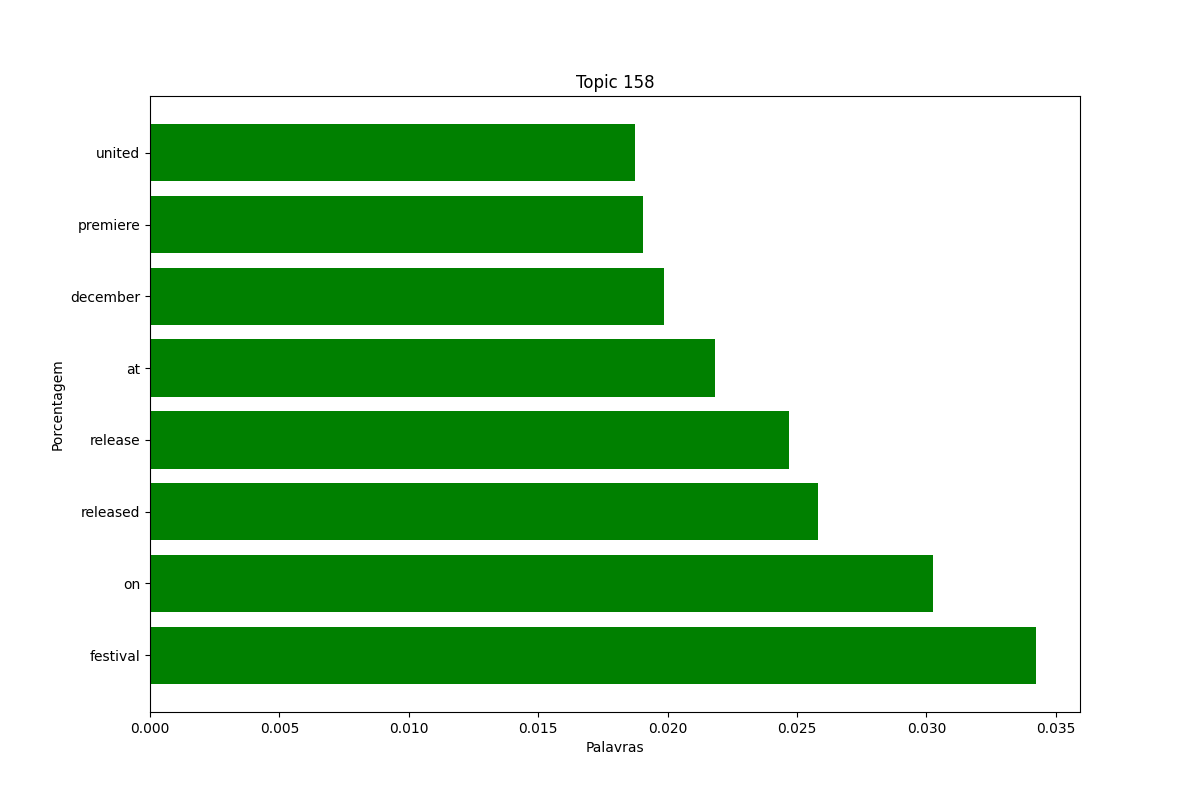 Topic 158
united
premiere
december
at
release
released
on
festival
Porcentagem
0.000 0.005 0.010 0.015 0.020 0.025 0.030 0.035
Palavras